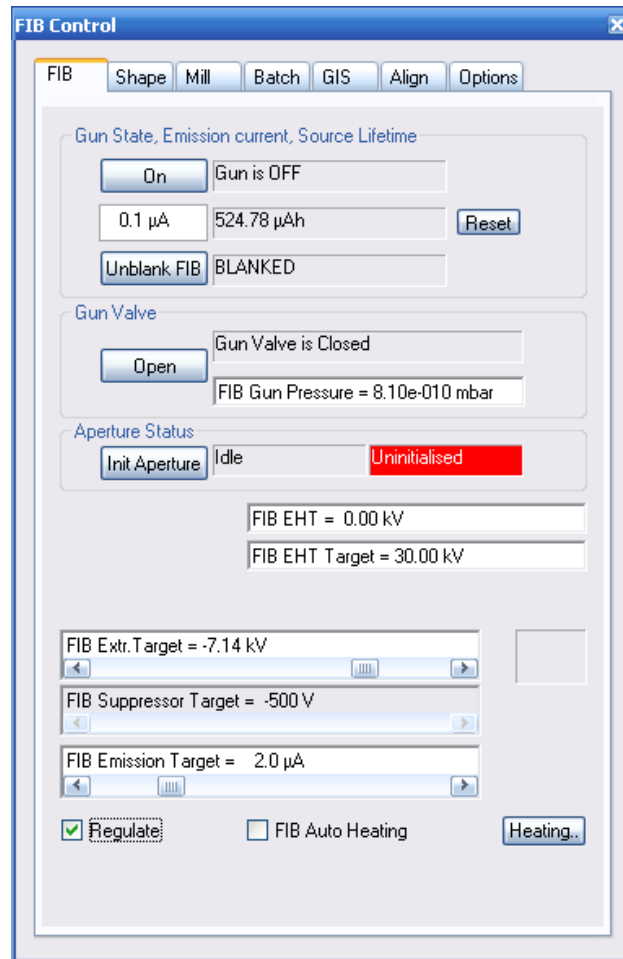 FIB Control
FIB Shape Mill Batch GIS Align Options
Gun State, Emission current, Source Lifetime
On Gun is OFF
0.1 µA 524.78 µAh Reset
Unblank FIB BLANKED
Gun Valve
Gun Valve is Closed
Open
FIB Gun Pressure = 8.10e-010 mbar
Aperture Status
Init Aperture Idle Uninitialised
FIB EHT = 0.00 kV
FIB EHT Target = 30.00 kV
FIB Extr.Target = -7.14 kV
FIB Suppressor Target = -500 V
FIB Emission Target = 2.0 µA
Regulate FIB Auto Heating Heating..